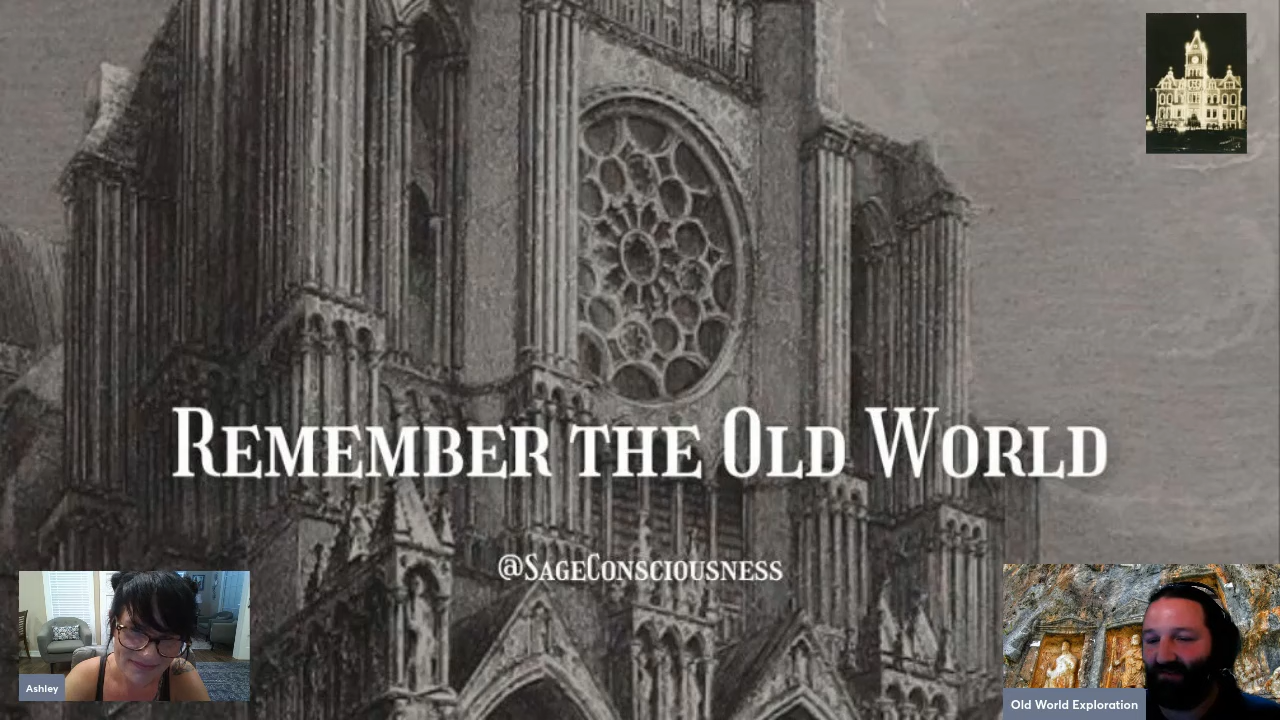 Remember the Old World
@SageConsciousness
Ashley
Old World Exploration